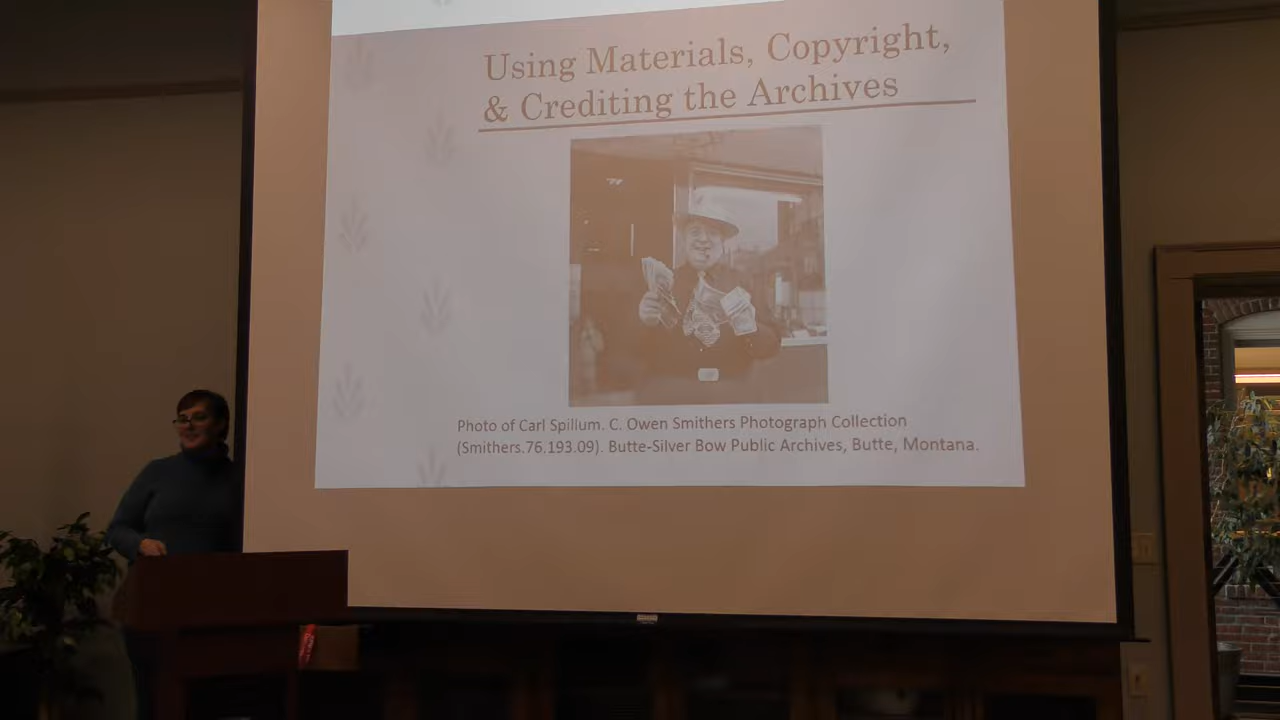 Using Materials, Copyright,
& Crediting the Archives
Photo of Carl Spillum. C. Owen Smithers Photograph Collection
(Smithers.76.193.09). Butte-Silver Bow Public Archives, Butte, Montana.